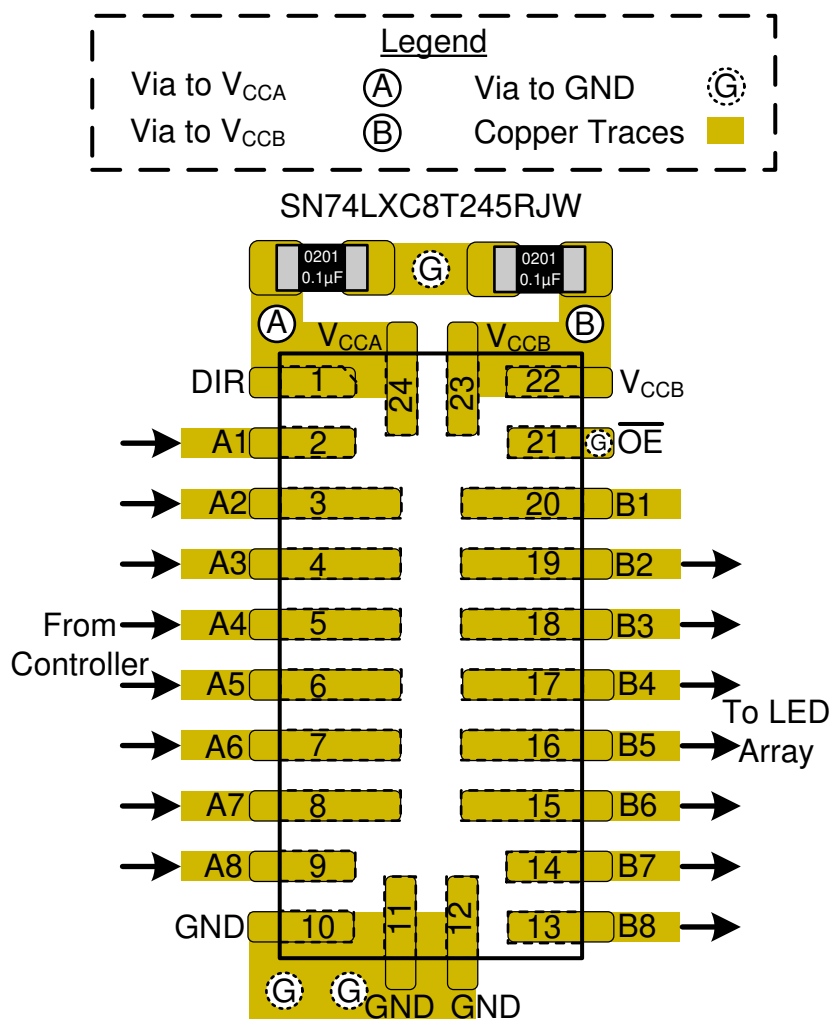 Legend
Via to VCCA A Via to GND G
Via to VCCB B Copper Traces
SN74LXC8T245RJW
0201 0201
0.1µF G 0.1µF
A B
VCCA VCCB
DIR 1 24 23 22 VCCB
A1 2 21 G OE
A2 3 20 B1
A3 4 19 B2
A4 5 18 B3
From
Controller
A5 6 17 B4
To LED
Array
A6 7 16 B5
A7 8 15 B6
A8 9 14 B7
GND 10 11 12 13 B8
G G
GND GND